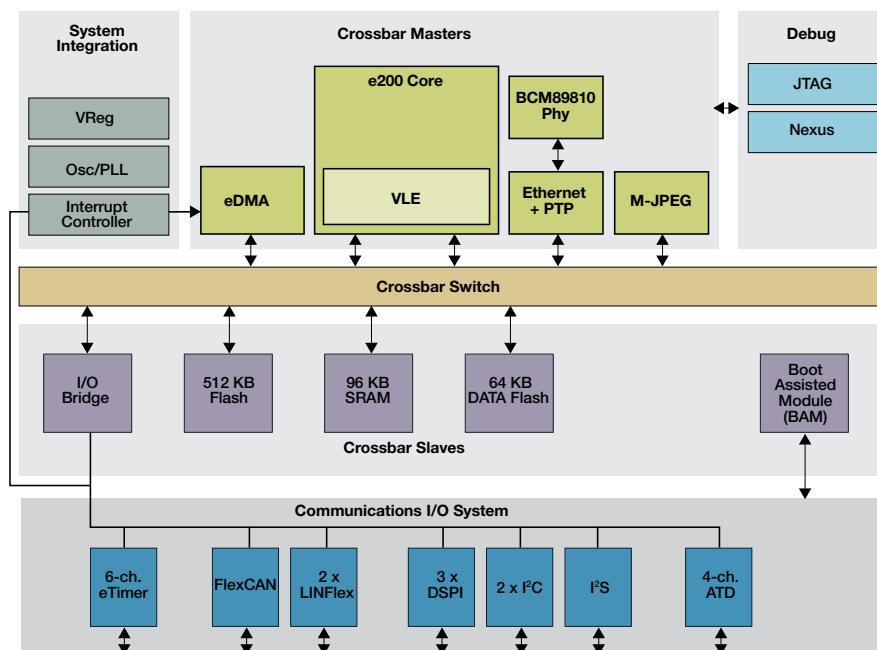 System
Integration
Crossbar Masters
Debug
VReg
Osc/PLL
Interrupt
Controller
eDMA
e200 Core
VLE
BCM89810
Phy
Ethernet
+ PTP
M-JPEG
JTAG
Nexus
Crossbar Switch
I/O
Bridge
512 KB
Flash
96 KB
SRAM
64 KB
DATA Flash
Boot
Assisted
Module
(BAM)
Crossbar Slaves
Communications I/O System
6-ch.
eTimer
FlexCAN
2 x
LINFlex
3 x
DSPI
2 x I²C
I²S
4-ch.
ATD